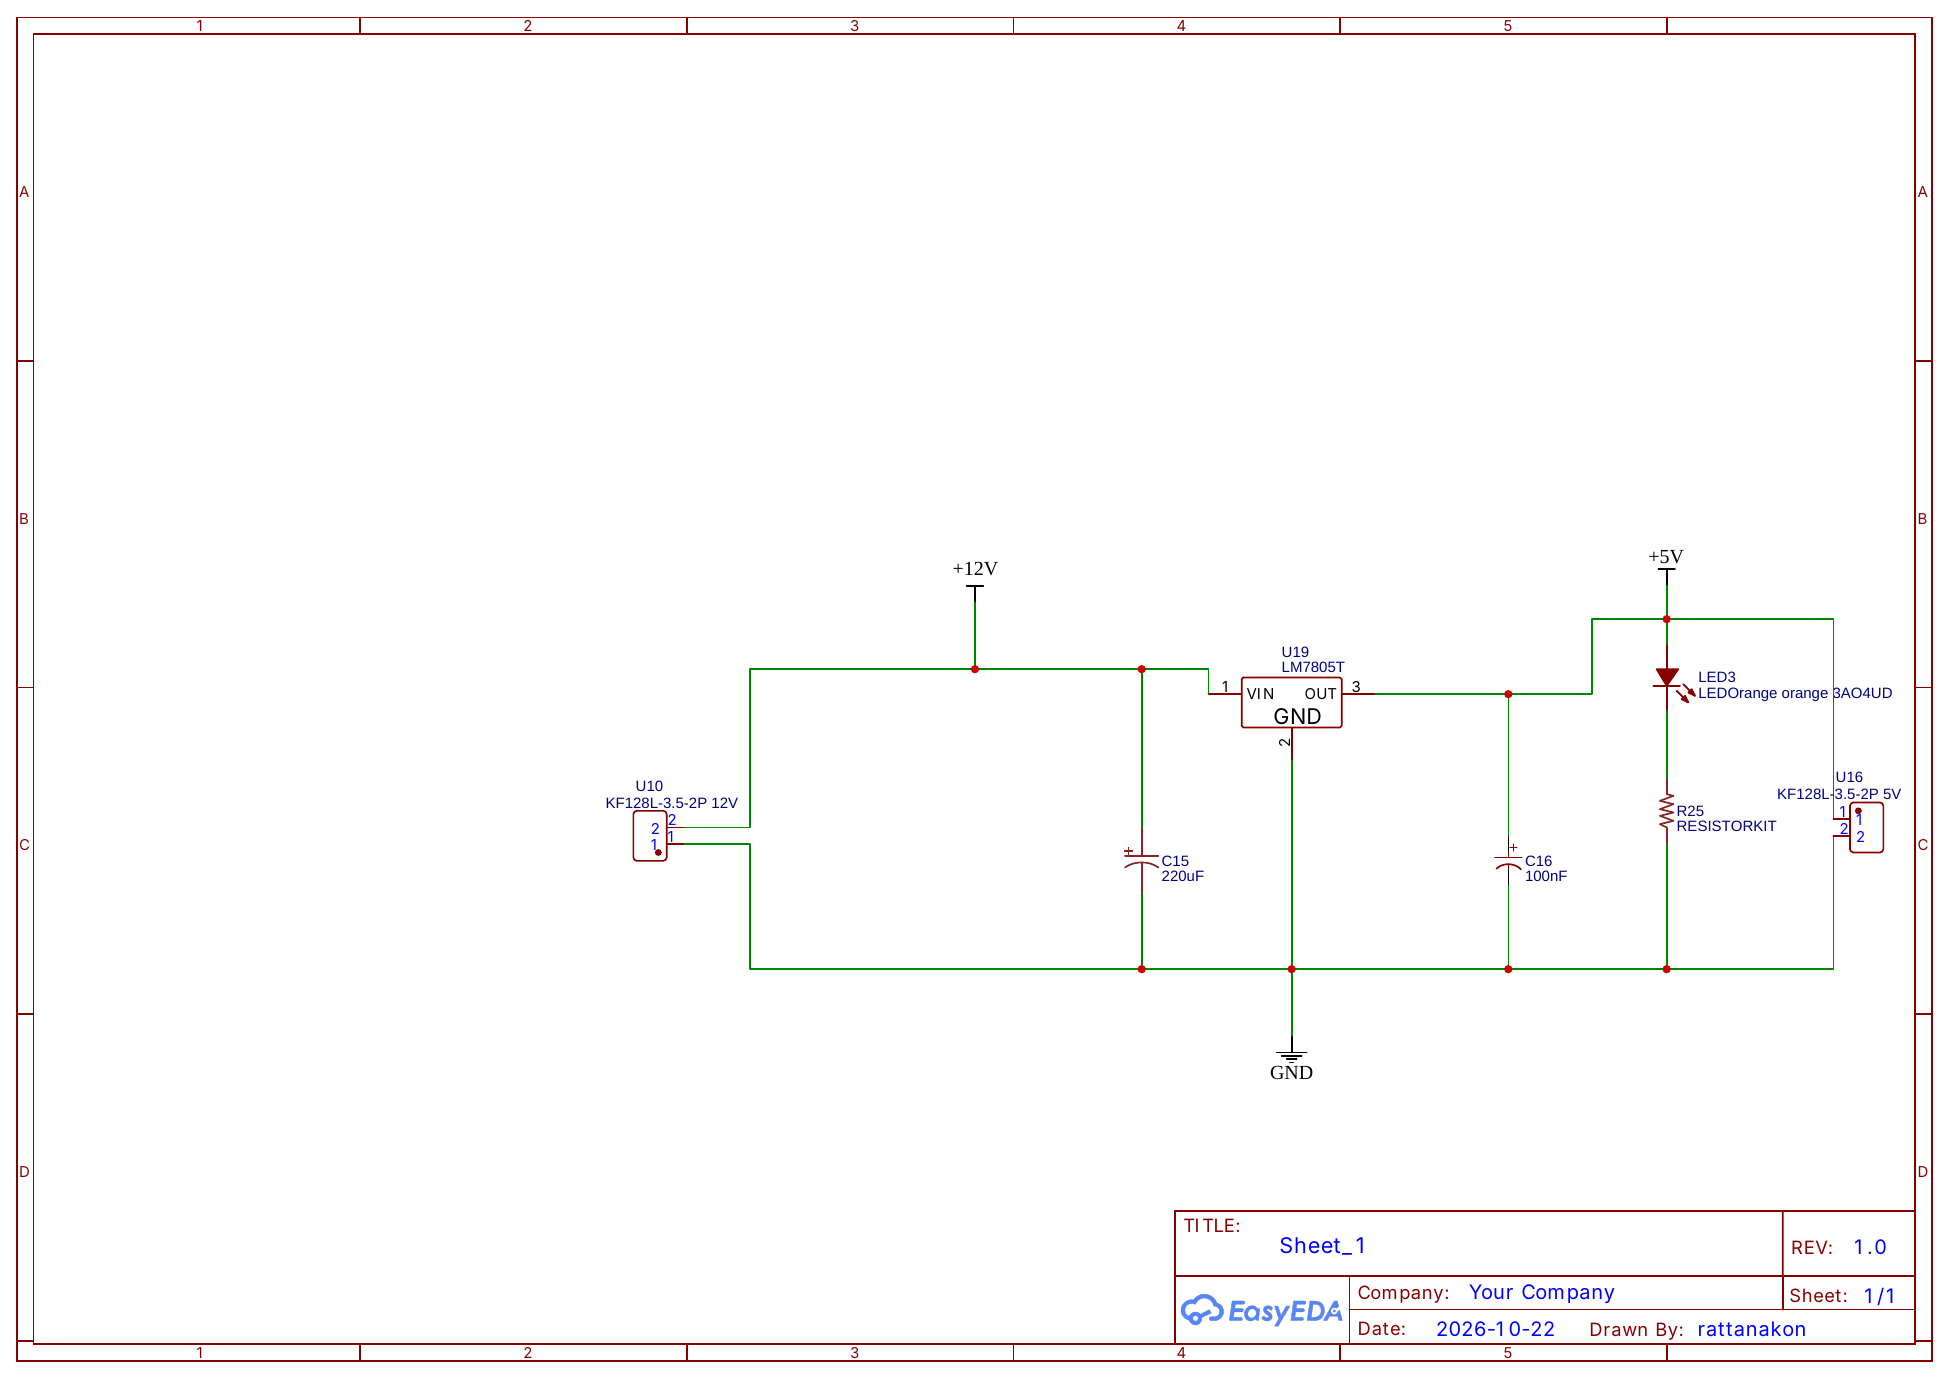 1 2 3 4 5
A A
B B
C C
D D
+12V
+5V
U19
LM7805T
1 VIN OUT 3
GND
2
LED3
LEDOrange orange 3AO4UD
U10
KF128L-3.5-2P 12V
2 2
1 1
C15
220uF
+
C16
100nF
+
R25
RESISTORKIT
U16
KF128L-3.5-2P 5V
1 1
2 2
GND
TITLE:
Sheet_1
REV: 1.0
EasyEDA
Company: Your Company
Sheet: 1/1
Date: 2026-10-22 Drawn By: rattanakon
1 2 3 4 5